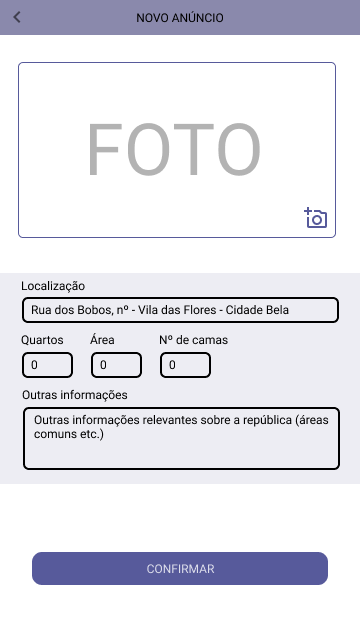 NOVO ANÚNCIO
FOTO
Localização
Rua dos Bobos, nº - Vila das Flores - Cidade Bela
Quartos Área Nº de camas
0 0 0
Outras informações
Outras informações relevantes sobre a república (áreas
comuns etc.)
CONFIRMAR